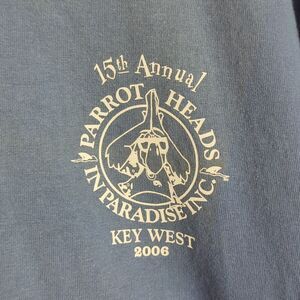 15th Annual
PARROT HEADS
IN PARADISE INC.
KEY WEST
2006